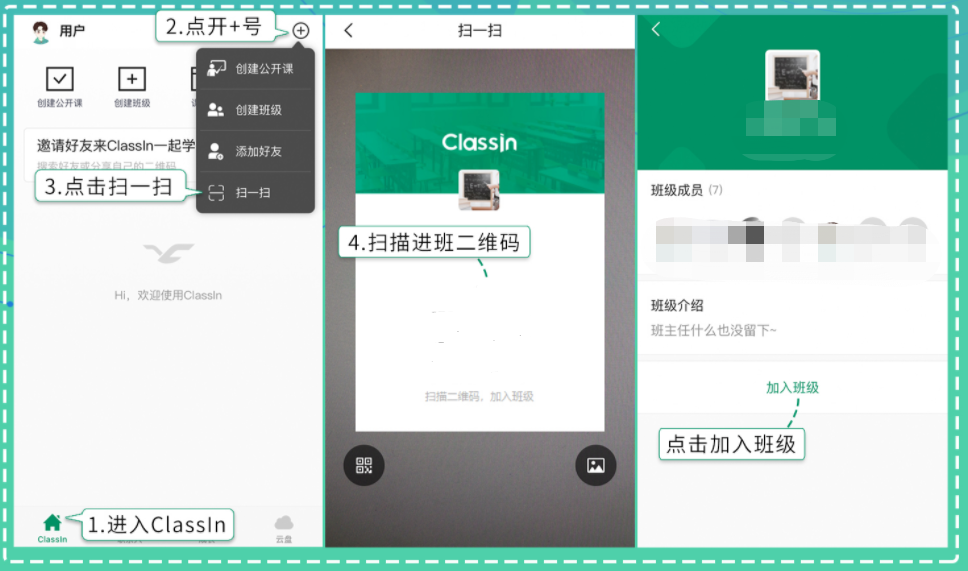 用户
2.点开+号
创建公开课
创建班级
创建公开课
创建班级
添加好友
扫一扫
邀请好友来ClassIn一起学
搜索好友或分享自己的二维码
3.点击扫一扫
Hi，欢迎使用ClassIn
1.进入ClassIn
ClassIn
云盘
扫一扫
ClassIn
4.扫描进班二维码
扫描二维码，加入班级
班级成员 (7)
班级介绍
班主任什么也没留下~
加入班级
点击加入班级